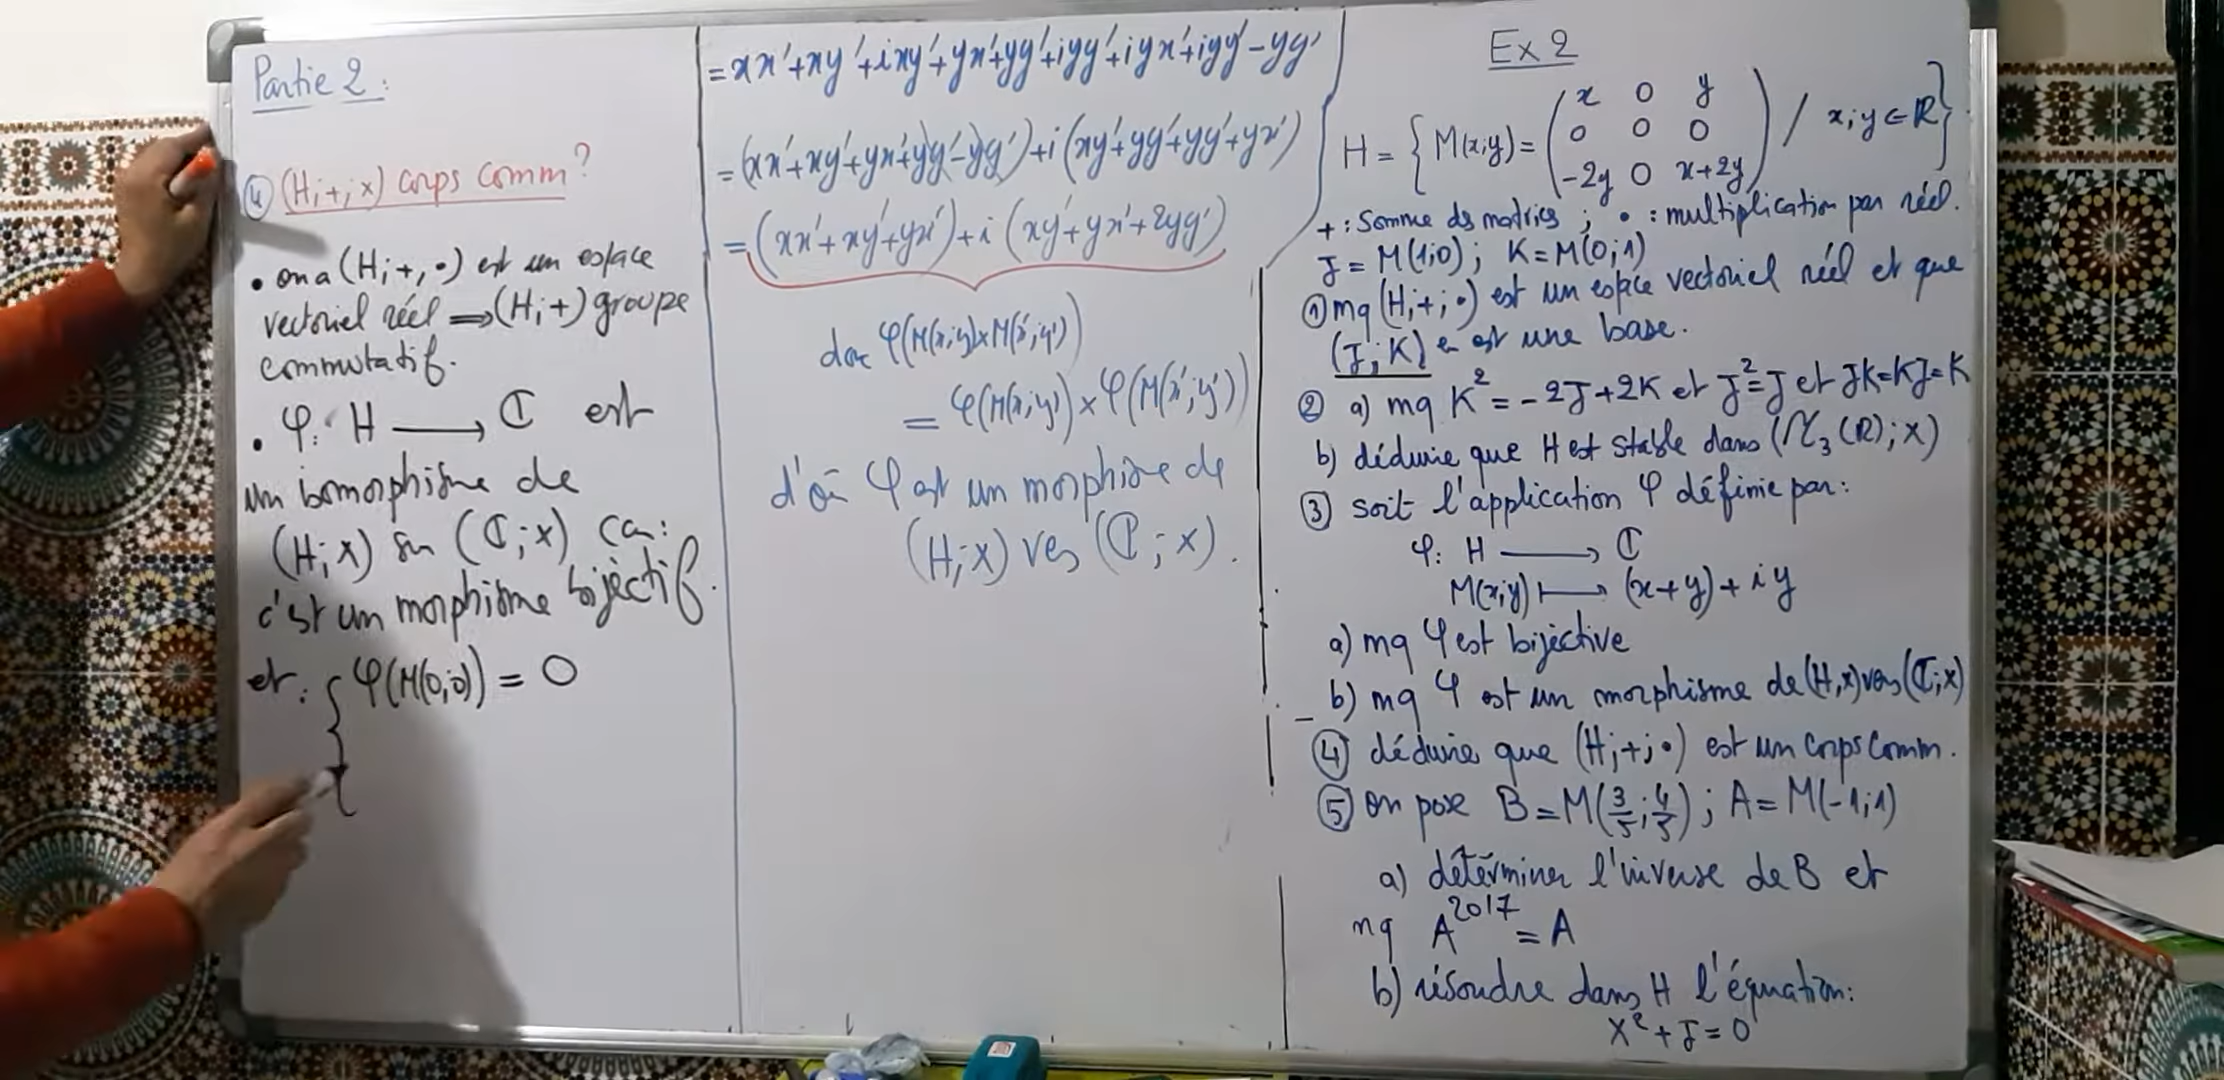 Partie 2 :
④ (H,+,×) corps comm ?
• on a (H,+,•) est un espace
vectoriel réel ⟹ (H,+) groupe
commutatif.
• φ: H ⟶ ℂ est
un isomorphisme de
(H,×) sur (ℂ;×) car:
c'est un morphisme bijectif.
et: { φ(M(0;0)) = 0
= xx'+xy'+ixy'+yx'+yy'+iyy'+iyx'+iyy'-yy'
= (xx'+xy'+yx'+yy'-yy')+i(xy'+yy'+yy'+yx')
= (xx'+xy'+yx')+i(xy'+yx'+2yy')
donc φ(M(x;y)×M(x';y'))
= φ(M(x;y))×φ(M(x';y'))
d'où φ est un morphisme de
(H;×) vers (ℂ;×).
Ex 2
H = { M(x;y) = ( x 0 y
0 0 0
-2y 0 x+2y ) / x;y ∈ ℝ }
+ : Somme des matrices ; • : multiplication par réel.
J = M(1;0) ; K = M(0;1)
① mq (H;+;•) est un espace vectoriel réel et que
(J;K) en est une base.
② a) mq K² = -2J+2K et J²=J et JK=KJ=K
b) déduire que H est stable dans (M₃(ℝ);×)
③ soit l'application φ définie par:
φ: H ⟶ ℂ
M(x;y) ⟼ (x+y)+iy
a) mq φ est bijéctive
b) mq φ est un morphisme de (H,×) vers (ℂ;×)
④ déduire que (H;+;•) est un corps comm.
⑤ on pose B=M(3/5;4/5) ; A=M(-1;1)
a) déterminer l'inverse de B et
mq A²⁰¹⁷ = A
b) résoudre dans H l'équation:
X²+J=0